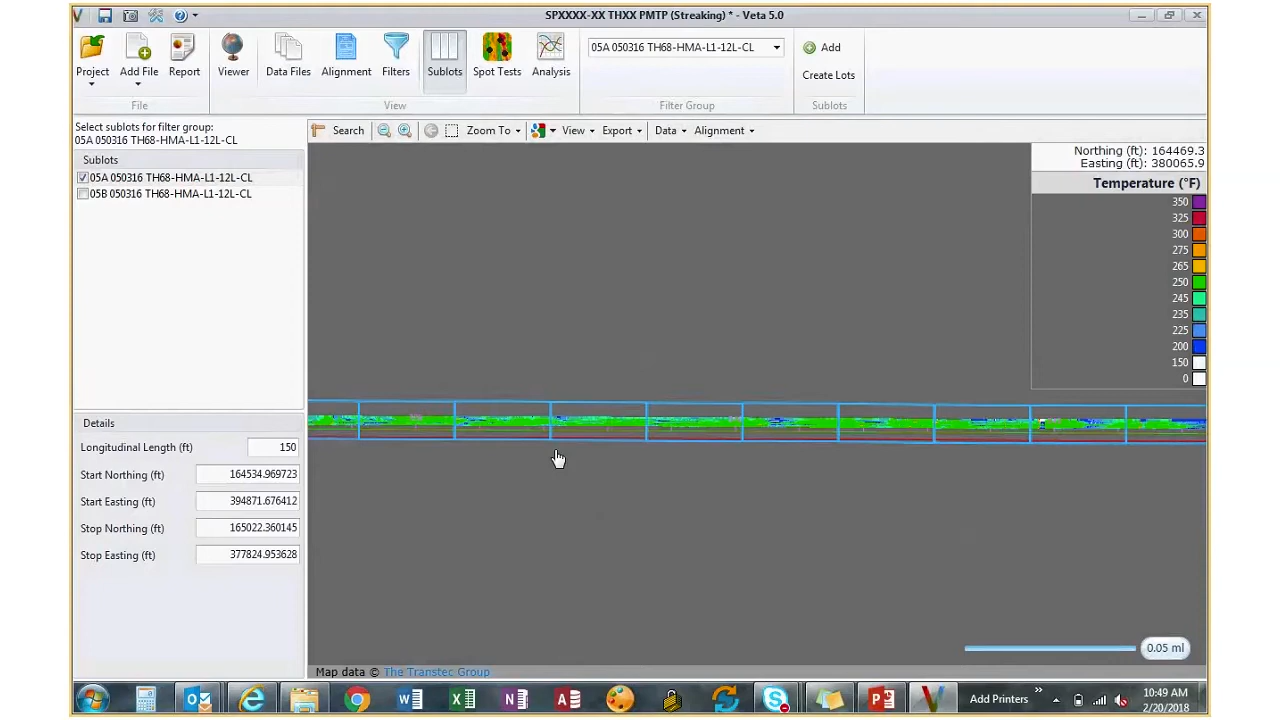 SPXXXX-XX THXX PMTP (Streaking) * - Veta 5.0
Project
Add File
Report
Viewer
Data Files
Alignment
Filters
Sublots
Spot Tests
Analysis
05A 050316 TH68-HMA-L1-12L-CL
Add
Create Lots
File
View
Filter Group
Sublots
Select sublots for filter group:
05A 050316 TH68-HMA-L1-12L-CL
Sublots
05A 050316 TH68-HMA-L1-12L-CL
05B 050316 TH68-HMA-L1-12L-CL
Search
Zoom To
View
Export
Data
Alignment
Northing (ft): 164469.3
Easting (ft): 380065.9
Temperature (°F)
350
325
300
275
265
250
245
235
225
200
150
0
Details
Longitudinal Length (ft) 150
Start Northing (ft) 164534.969723
Start Easting (ft) 394871.676412
Stop Northing (ft) 165022.360145
Stop Easting (ft) 377824.953628
0.05 ml
Map data © The Transtec Group
Add Printers
10:49 AM
2/20/2018